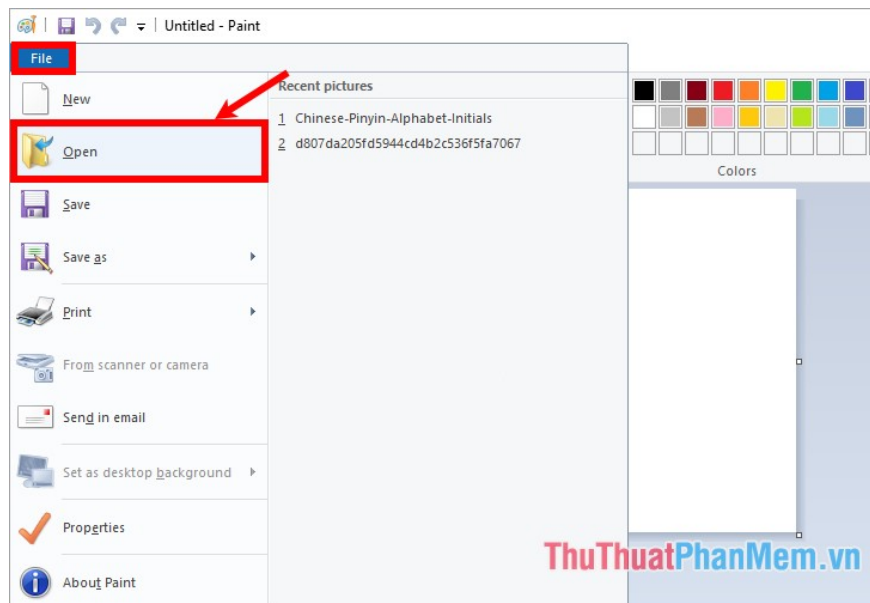 Untitled - Paint
File
Recent pictures
New
1 Chinese-Pinyin-Alphabet-Initials
2 d807da205fd5944cd4b2c536f5fa7067
Open
Colors
Save
Save as
Print
From scanner or camera
Send in email
Set as desktop background
Properties
ThuThuatPhanMem.vn
About Paint